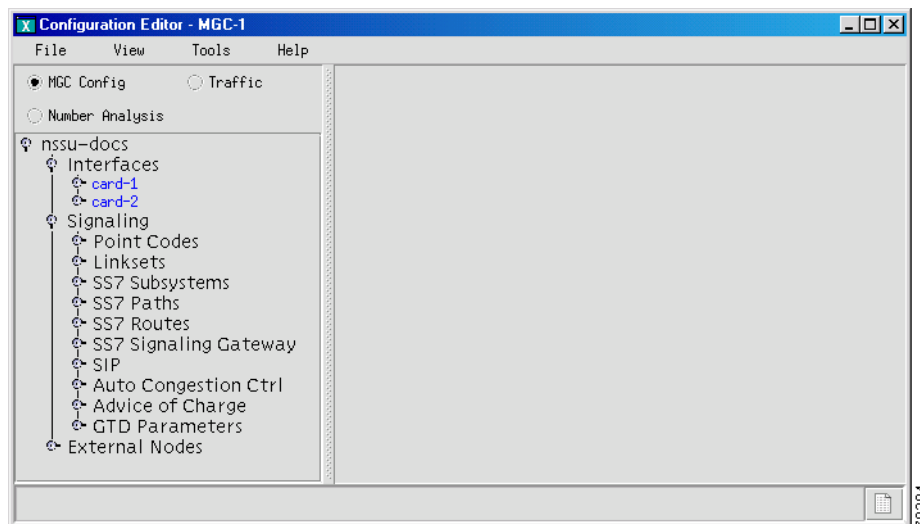 X Configuration Editor - MGC-1
File View Tools Help
MGC Config Traffic
Number Analysis
nssu-docs
Interfaces
card-1
card-2
Signaling
Point Codes
Linksets
SS7 Subsystems
SS7 Paths
SS7 Routes
SS7 Signaling Gateway
SIP
Auto Congestion Ctrl
Advice of Charge
GTD Parameters
External Nodes